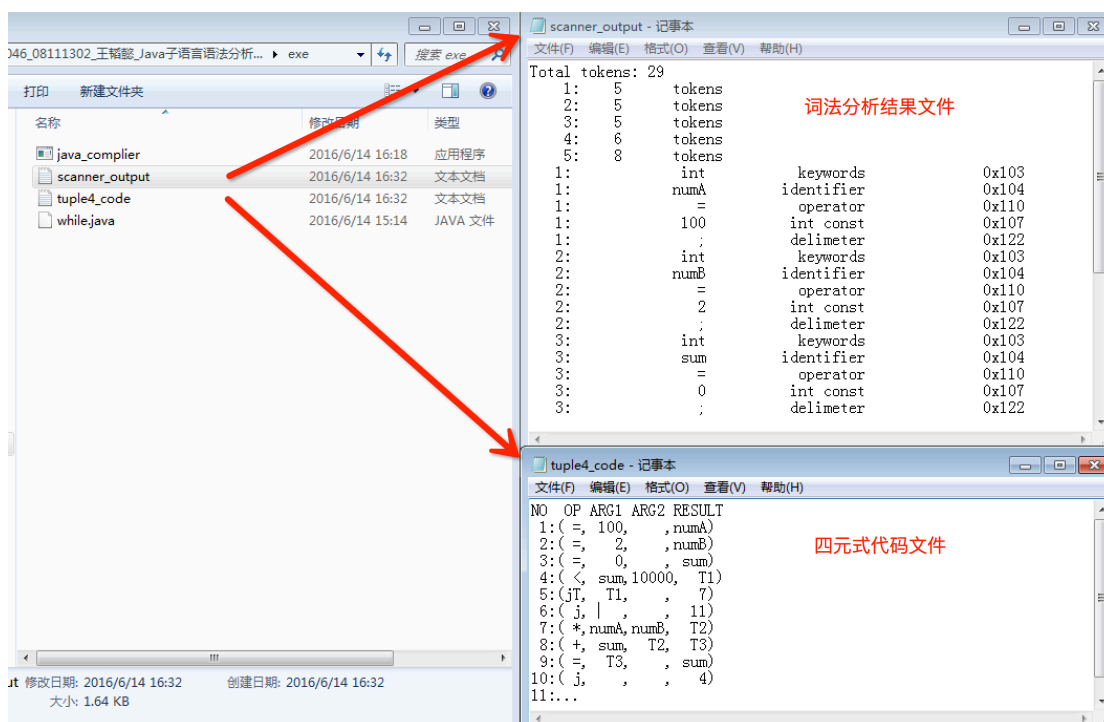 046_08111302_王韬懿_Java子语言语法分析... ▸ exe
搜索 exe
打印 新建文件夹
名称 修改日期 类型
java_complier 2016/6/14 16:18 应用程序
scanner_output 2016/6/14 16:32 文本文档
tuple4_code 2016/6/14 16:32 文本文档
while.java 2016/6/14 15:14 JAVA 文件
ut 修改日期: 2016/6/14 16:32 创建日期: 2016/6/14 16:32
大小: 1.64 KB
scanner_output - 记事本
文件(F) 编辑(E) 格式(O) 查看(V) 帮助(H)
Total tokens: 29
1: 5 tokens
2: 5 tokens
3: 5 tokens
4: 6 tokens
5: 8 tokens
词法分析结果文件
1: int keywords 0x103
1: numA identifier 0x104
1: = operator 0x110
1: 100 int const 0x107
1: ; delimeter 0x122
2: int keywords 0x103
2: numB identifier 0x104
2: = operator 0x110
2: 2 int const 0x107
2: ; delimeter 0x122
3: int keywords 0x103
3: sum identifier 0x104
3: = operator 0x110
3: 0 int const 0x107
3: ; delimeter 0x122
tuple4_code - 记事本
文件(F) 编辑(E) 格式(O) 查看(V) 帮助(H)
NO OP ARG1 ARG2 RESULT
1:( =, 100, ,numA)
2:( =, 2, ,numB)
3:( =, 0, , sum)
4:( <, sum,10000, T1)
5:(jT, T1, , 7)
6:( j, , , 11)
7:( *,numA,numB, T2)
8:( +, sum, T2, T3)
9:( =, T3, , sum)
10:( j, , , 4)
11:...
四元式代码文件